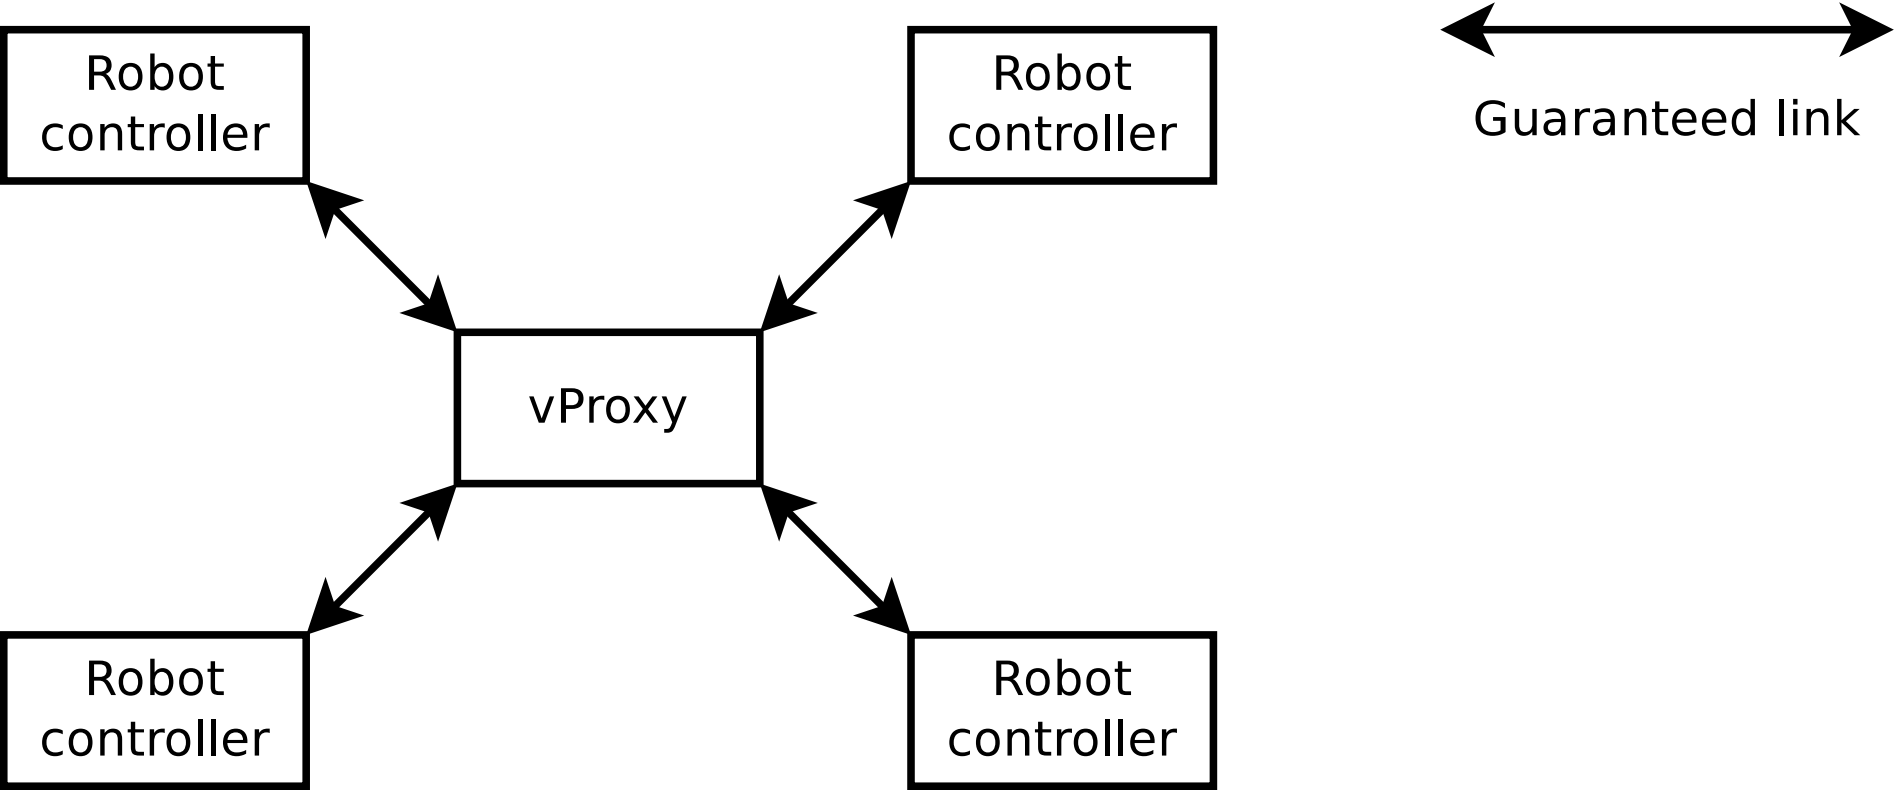 Robot
controller
Robot
controller
Guaranteed link
vProxy
Robot
controller
Robot
controller